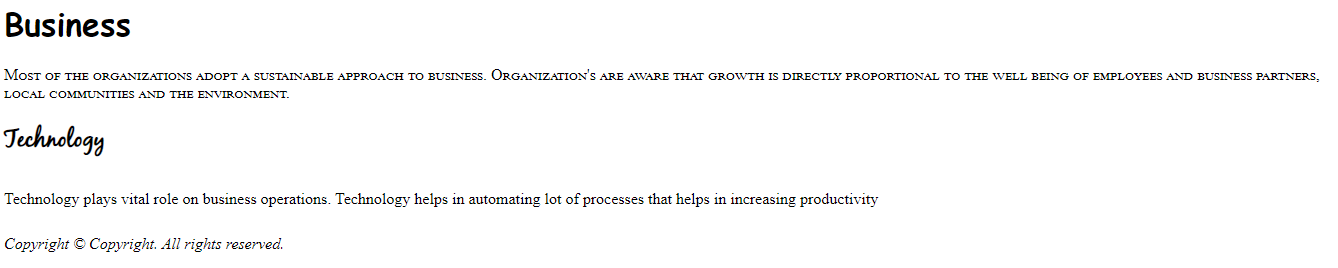 Business
Most of the organizations adopt a sustainable approach to business. Organization's are aware that growth is directly proportional to the well being of employees and business partners,
local communities and the environment.
Technology
Technology plays vital role on business operations. Technology helps in automating lot of processes that helps in increasing productivity
Copyright © Copyright. All rights reserved.